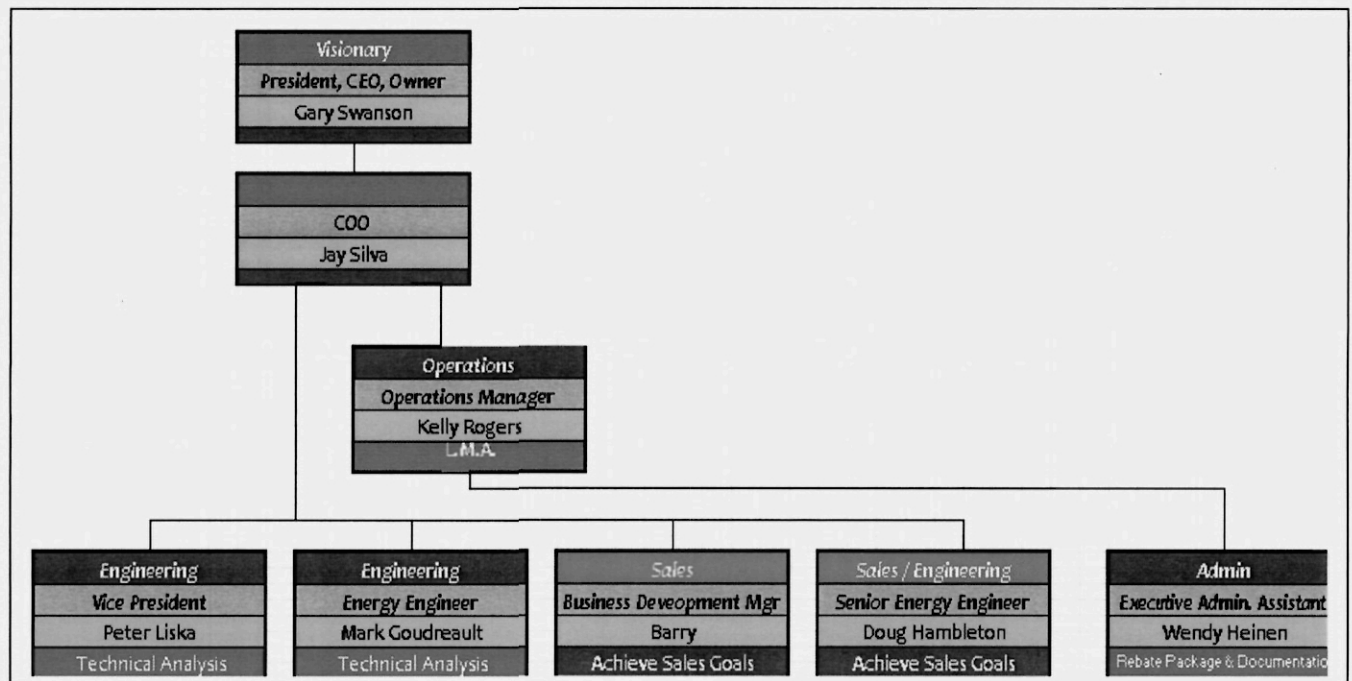 Visionary
President, CEO, Owner
Gary Swanson
COO
Jay Silva
Operations
Operations Manager
Kelly Rogers
L.M.A.
Engineering
Vice President
Peter Liska
Technical Analysis
Engineering
Energy Engineer
Mark Goudreault
Technical Analysis
Sales
Business Deveopment Mgr
Barry
Achieve Sales Goals
Sales / Engineering
Senior Energy Engineer
Doug Hambleton
Achieve Sales Goals
Admin
Executive Admin. Assistant
Wendy Heinen
Rebate Package & Documentatio